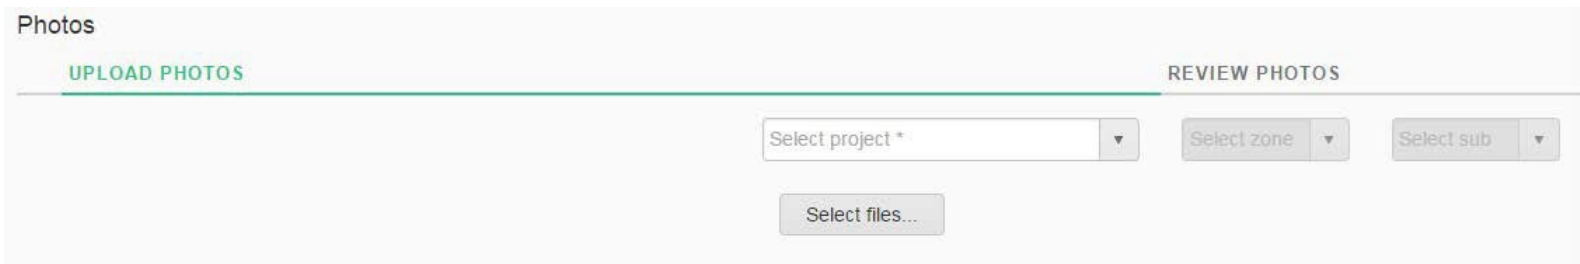 Photos
UPLOAD PHOTOS REVIEW PHOTOS
Select project * Select zone Select sub
Select files...